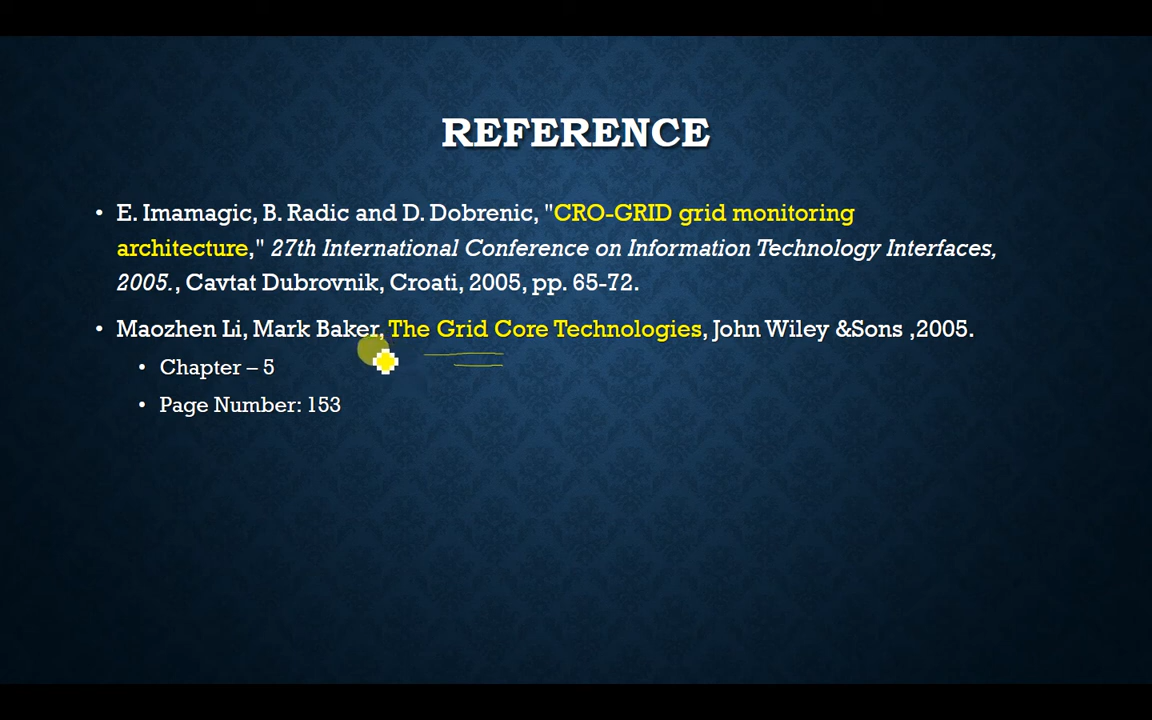 REFERENCE
• E. Imamagic, B. Radic and D. Dobrenic, "CRO-GRID grid monitoring
architecture," 27th International Conference on Information Technology Interfaces,
2005., Cavtat Dubrovnik, Croati, 2005, pp. 65-72.
• Maozhen Li, Mark Baker, The Grid Core Technologies, John Wiley &Sons ,2005.
• Chapter – 5
• Page Number: 153